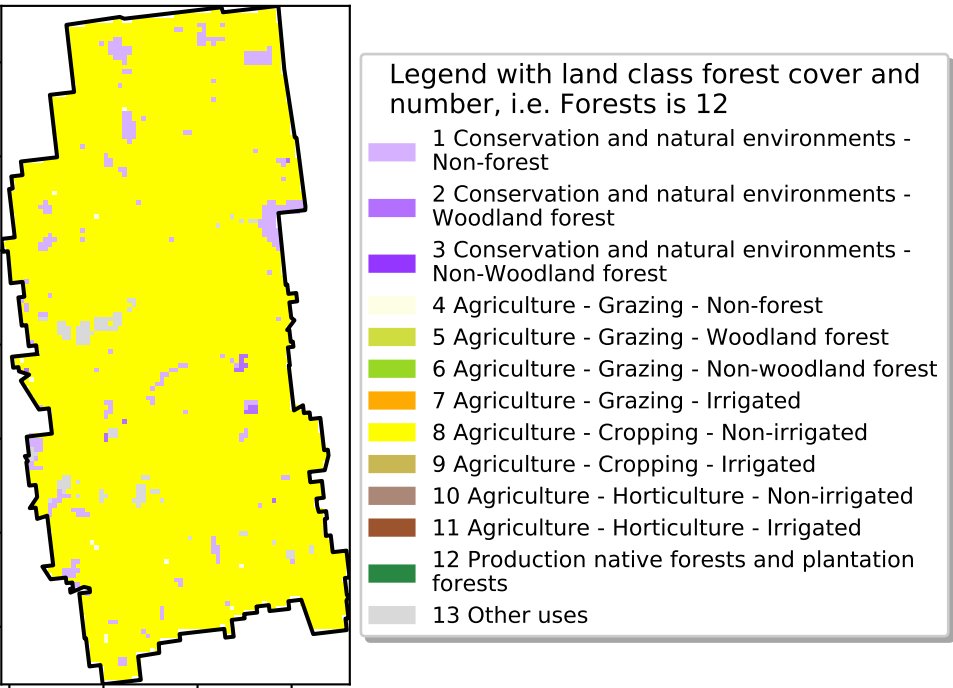 Legend with land class forest cover and
number, i.e. Forests is 12
1 Conservation and natural environments -
Non-forest
2 Conservation and natural environments -
Woodland forest
3 Conservation and natural environments -
Non-Woodland forest
4 Agriculture - Grazing - Non-forest
5 Agriculture - Grazing - Woodland forest
6 Agriculture - Grazing - Non-woodland forest
7 Agriculture - Grazing - Irrigated
8 Agriculture - Cropping - Non-irrigated
9 Agriculture - Cropping - Irrigated
10 Agriculture - Horticulture - Non-irrigated
11 Agriculture - Horticulture - Irrigated
12 Production native forests and plantation
forests
13 Other uses